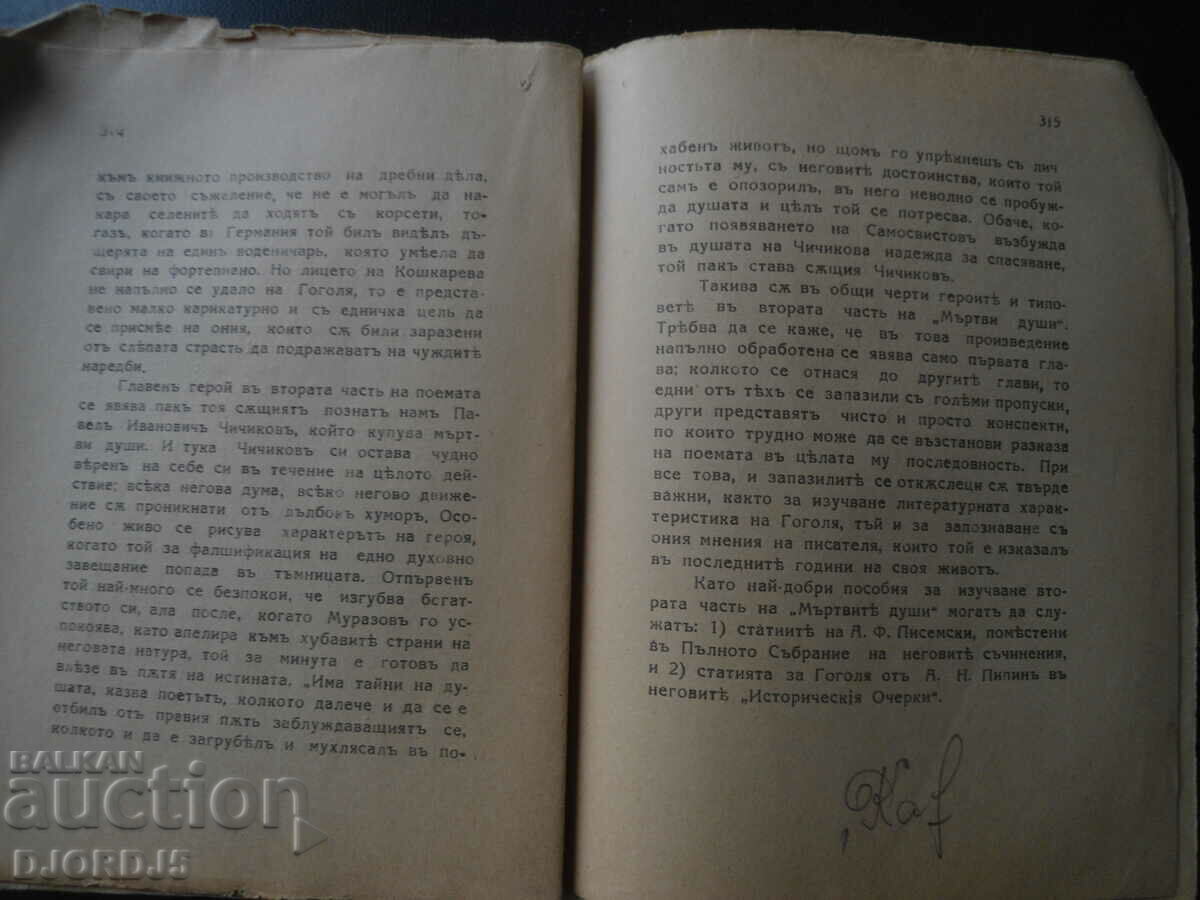 314
къмъ книжното производство на дребни дѣла,
съ своето съжаление, че не е могълъ да на-
кара селенитѣ да ходятъ съ корсети, то-
газъ, когато въ Германия той билъ видѣлъ дъ-
щерята на единъ воденичарь, която умѣела да
свири на фортепиано. Но лицето на Кошкарева
не напълно се удало на Гоголя, то е предста-
вено малко карикатурно и съ едничка цель да
се присмѣе на ония, които сѫ били заразени
отъ слѣпата страсть да подражаватъ на чуждитѣ
наредби.
Главенъ герой въ втората часть на поемата
се явява пакъ тоя сѫщиятъ познатъ намъ Па-
велъ Ивановичъ Чичиковъ, който купува мърт-
ви души. И тука Чичиковъ си остава чудно
вѣренъ на себе си въ течение на цѣлото дей-
ствие; всѣка негова дума, всѣко негово движе-
ние сѫ проникнати отъ дълбокъ хуморъ. Осо-
бено живо се рисува характерътъ на героя,
когато той за фалшификация на едно духовно
завещание попада въ тъмницата. Отпървенъ
той най-много се безпокои, че изгубва богат-
ството си, ала после, когато Муразовъ го ус-
покоява, като апелира къмъ хубавитѣ страни на
неговата натура, той за минута е готовъ да
влѣзе въ пѫтя на истината. „Има тайни на ду-
шата, казва поетътъ, колкото далече и да се е
отбилъ отъ правия пѫть заблуждаващиятъ се,
колкото и да е загрубѣлъ и мухлясалъ въ по-
315
хабенъ животъ, но щомъ го упрѣкнешъ съ лич
ностьта му, съ неговитѣ достоинства, които той
самъ е опозорилъ, въ него неволно се пробуж-
да душата и цѣлъ той се потресва. Обаче, ко-
гато появяването на Самосвистовъ възбужда
въ душата на Чичикова надежда за спасяване,
той пакъ става сѫщия Чичиковъ.
Такива сѫ въ общи черти героитѣ и типо-
ветѣ въ втората часть на „Мъртви души“.
Трѣбва да се каже, че въ това произведение
напълно обработена се явява само първата гла-
ва; колкото се отнася до другитѣ глави, то
едни отъ тѣхъ се запазили съ голѣми пропуски,
други представятъ чисто и просто конспекти,
по които трудно може да се възстанови разказа
на поемата въ цѣлата му последовность. При
все това, и запазилитѣ се откѫслеци сѫ твърде
важни, както за изучване литературната харак-
теристика на Гоголя, тъй и за запознаване съ
ония мнения на писателя, които той е изказалъ
въ последнитѣ години на своя животъ.
Като най-добри пособия за изучване вто-
рата часть на „Мъртвитѣ души“ могатъ да слу-
жатъ: 1) статиитѣ на А. Ф. Писемски, помѣстени
въ Пълното Събрание на неговитѣ съчинения,
и 2) статията за Гоголя отъ А. Н. Пипинъ въ
неговитѣ „Историческія Очерки“.
BALKAN
auction
DJORDJ5